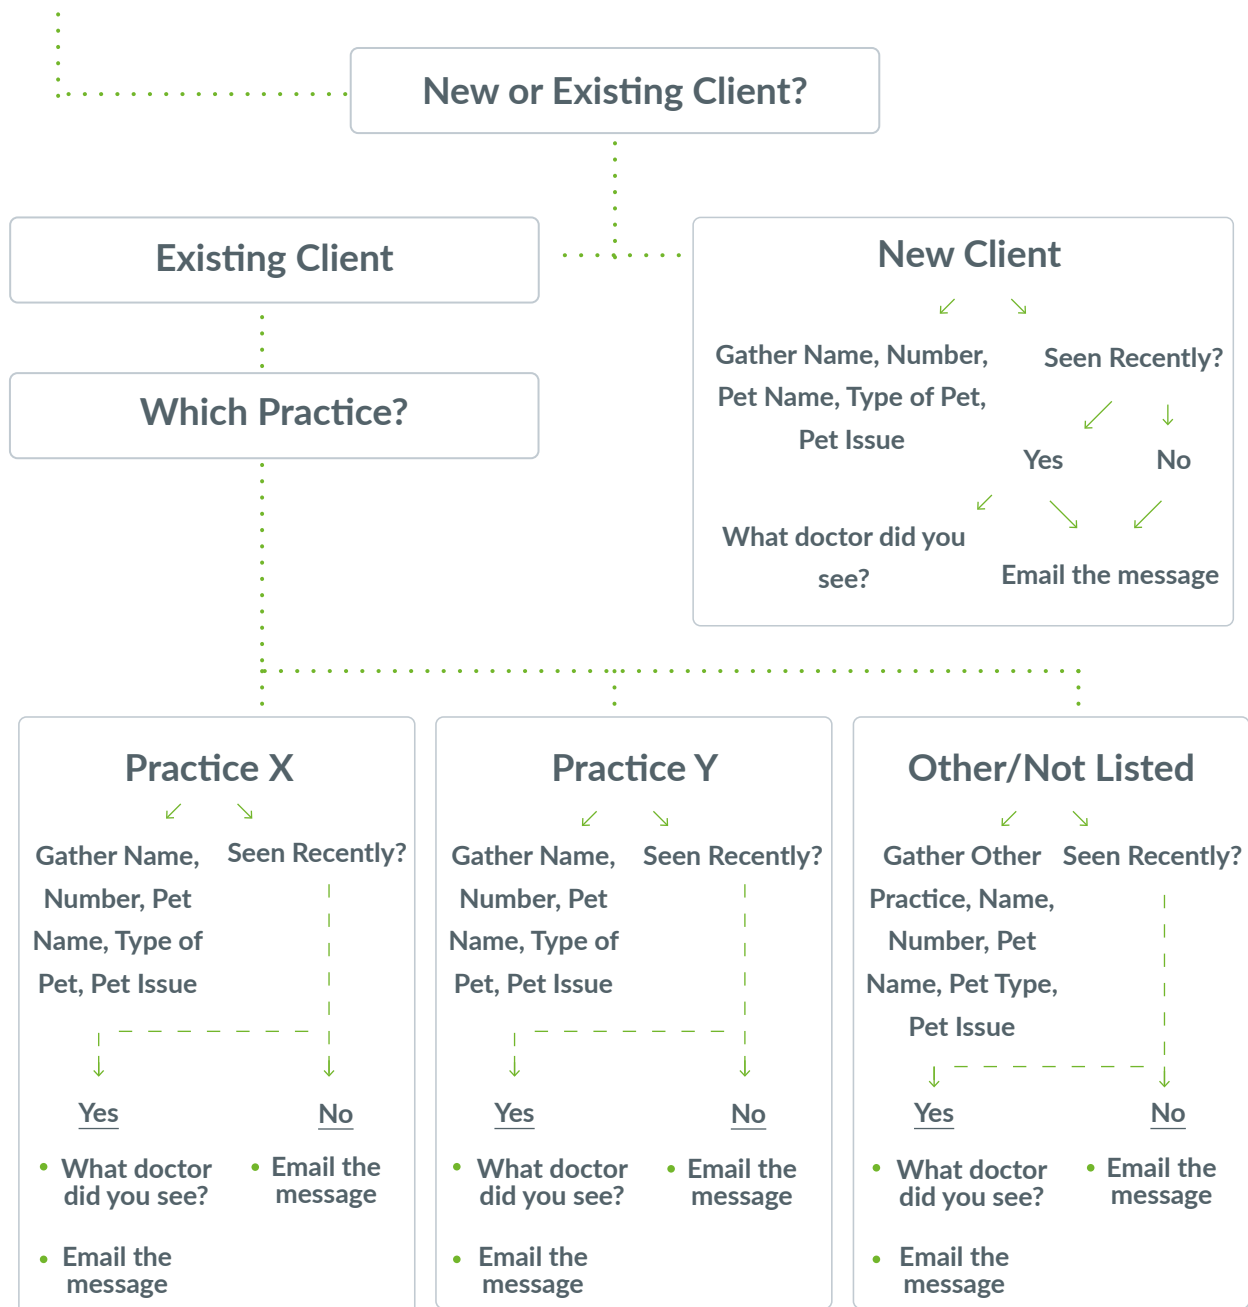 New or Existing Client?
Existing Client
New Client
Gather Name, Number,
Pet Name, Type of Pet,
Pet Issue
Seen Recently?
Yes
No
What doctor did you
see?
Email the message
Which Practice?
Practice X
Gather Name,
Number, Pet
Name, Type of
Pet, Pet Issue
Seen Recently?
Yes
What doctor
did you see?
Email the
message
No
Email the
message
Practice Y
Gather Name,
Number, Pet
Name, Type of
Pet, Pet Issue
Seen Recently?
Yes
What doctor
did you see?
Email the
message
No
Email the
message
Other/Not Listed
Gather Other
Practice, Name,
Number, Pet
Name, Pet Type,
Pet Issue
Seen Recently?
Yes
What doctor
did you see?
Email the
message
No
Email the
message